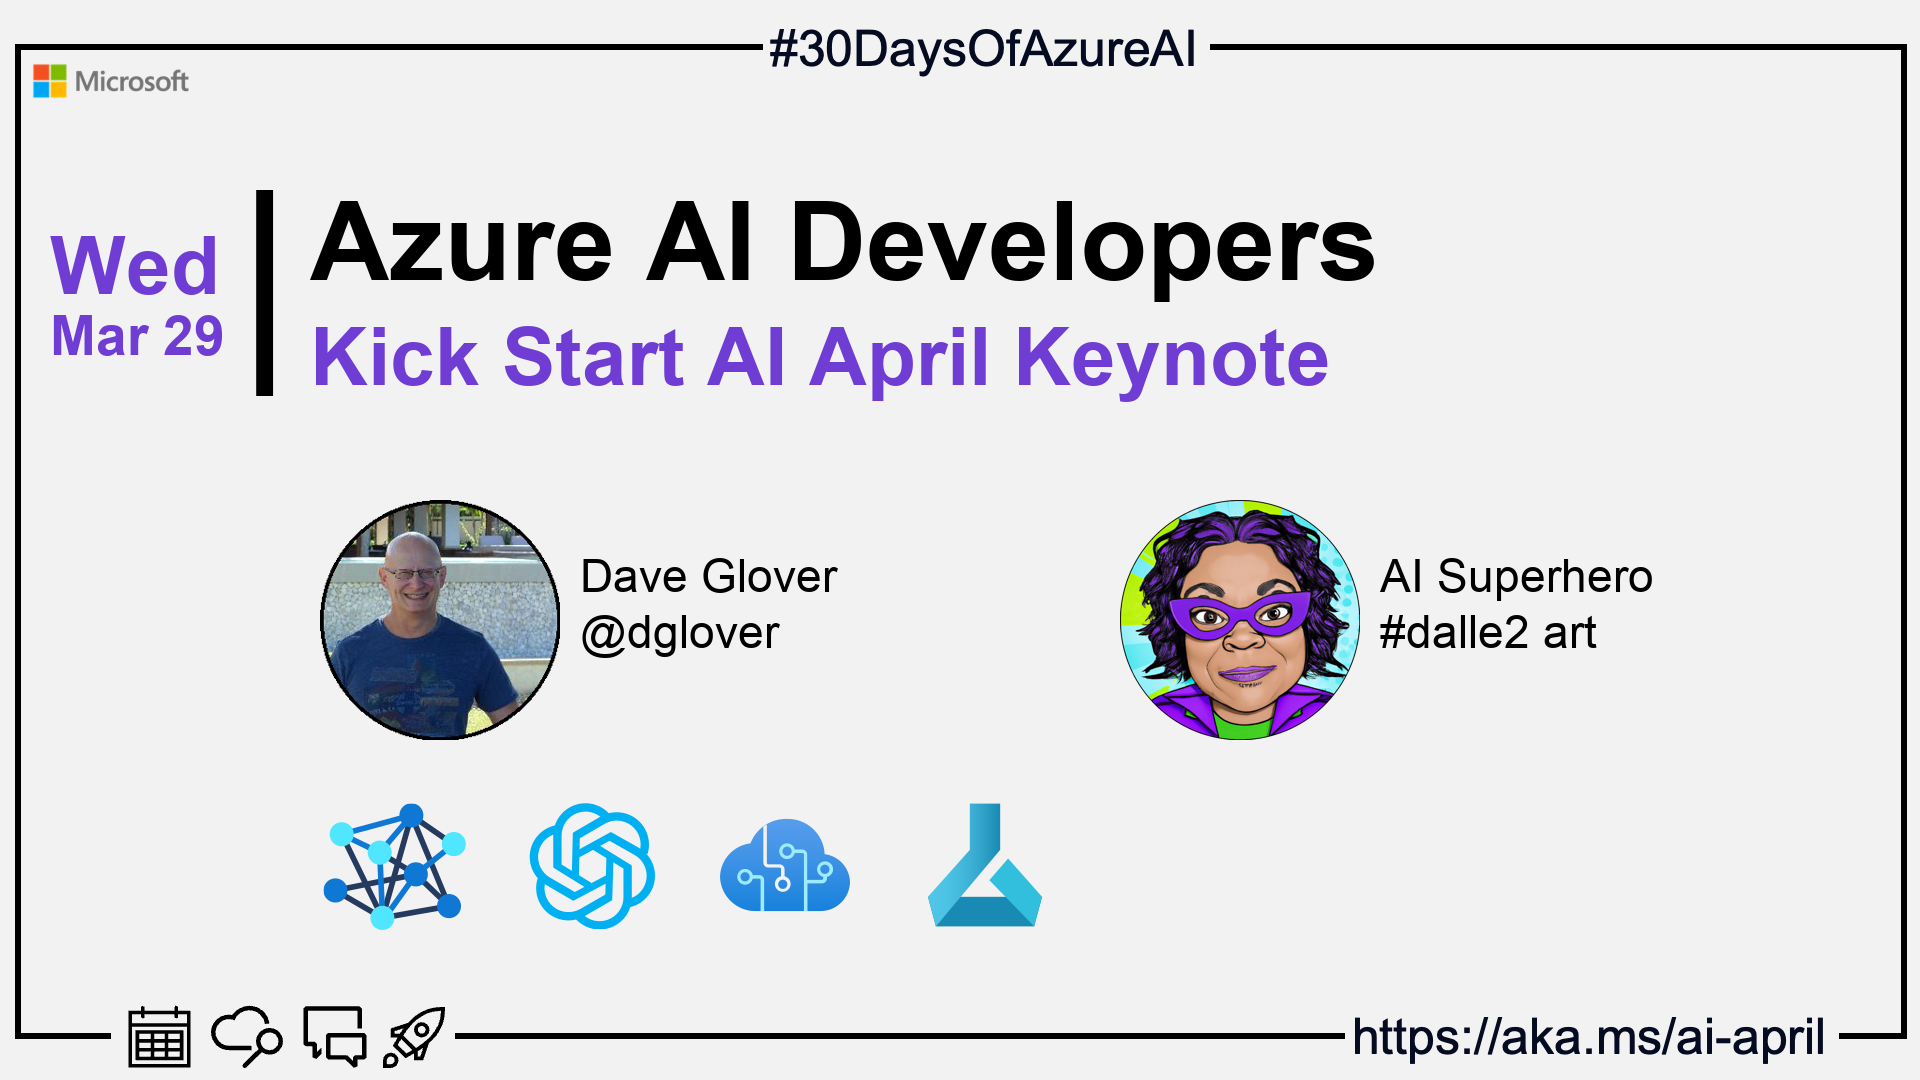 #30DaysOfAzureAI
Microsoft
Wed
Mar 29
Azure AI Developers
Kick Start AI April Keynote
Dave Glover
@dglover
AI Superhero
#dalle2 art
https://aka.ms/ai-april